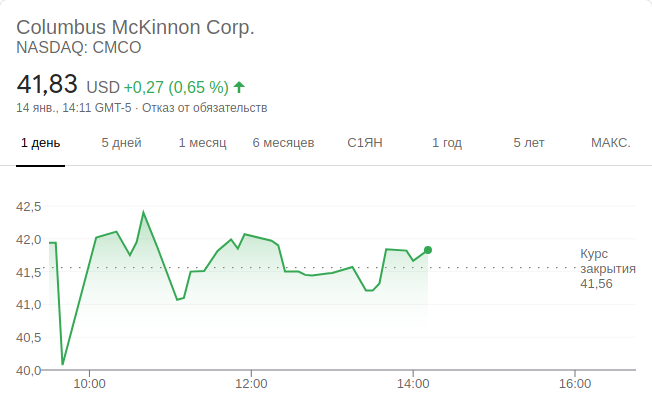 Columbus McKinnon Corp.
NASDAQ: CMCO
41,83 USD +0,27 (0,65 %)
14 янв., 14:11 GMT-5 · Отказ от обязательств
1 день 5 дней 1 месяц 6 месяцев С1ЯН 1 год 5 лет МАКС.
42,5
42,0
41,5
41,0
40,5
40,0
Курс
закрытия
41,56
10:00 12:00 14:00 16:00